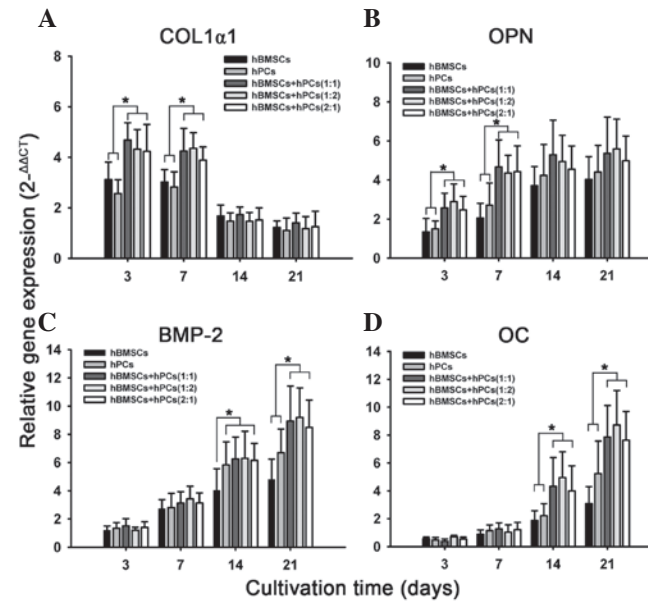 A
COL1α1
hBMSCs
hPCs
hBMSCs+hPCs(1:1)
hBMSCs+hPCs(1:2)
hBMSCs+hPCs(2:1)
*
*
8
6
4
2
0
3 7 14 21
B
OPN
hBMSCs
hPCs
hBMSCs+hPCs(1:1)
hBMSCs+hPCs(1:2)
hBMSCs+hPCs(2:1)
*
*
10
8
6
4
2
0
3 7 14 21
Relative gene expression (2-ΔΔCT)
C
BMP-2
hBMSCs
hPCs
hBMSCs+hPCs(1:1)
hBMSCs+hPCs(1:2)
hBMSCs+hPCs(2:1)
*
*
14
12
10
8
6
4
2
0
3 7 14 21
D
OC
hBMSCs
hPCs
hBMSCs+hPCs(1:1)
hBMSCs+hPCs(1:2)
hBMSCs+hPCs(2:1)
*
*
14
12
10
8
6
4
2
0
3 7 14 21
Cultivation time (days)